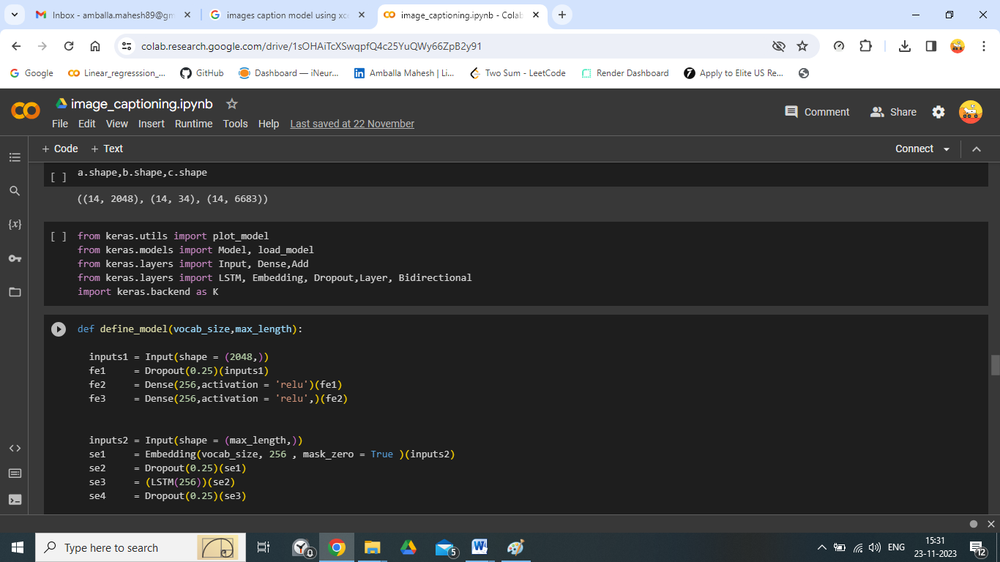 Inbox - amballa.mahesh89@gm
images caption model using xce
image_captioning.ipynb - Colab
colab.research.google.com/drive/1sOHAiTcXSwqpfQ4c25YuQWy66ZpB2y91
Google
Linear_regresssion_...
GitHub
Dashboard — iNeur...
Amballa Mahesh | Li...
Two Sum - LeetCode
Render Dashboard
Apply to Elite US Re...
image_captioning.ipynb
Comment
Share
File Edit View Insert Runtime Tools Help Last saved at 22 November
+ Code + Text
Connect
[ ] a.shape,b.shape,c.shape
((14, 2048), (14, 34), (14, 6683))
{x}
[ ] from keras.utils import plot_model
from keras.models import Model, load_model
from keras.layers import Input, Dense,Add
from keras.layers import LSTM, Embedding, Dropout,Layer, Bidirectional
import keras.backend as K
def define_model(vocab_size,max_length):
inputs1 = Input(shape = (2048,))
fe1     = Dropout(0.25)(inputs1)
fe2     = Dense(256,activation = 'relu')(fe1)
fe3     = Dense(256,activation = 'relu',)(fe2)
inputs2 = Input(shape = (max_length,))
se1     = Embedding(vocab_size, 256 , mask_zero = True )(inputs2)
se2     = Dropout(0.25)(se1)
se3     = (LSTM(256))(se2)
se4     = Dropout(0.25)(se3)
Type here to search
0
5
ENG
15:31
23-11-2023
12